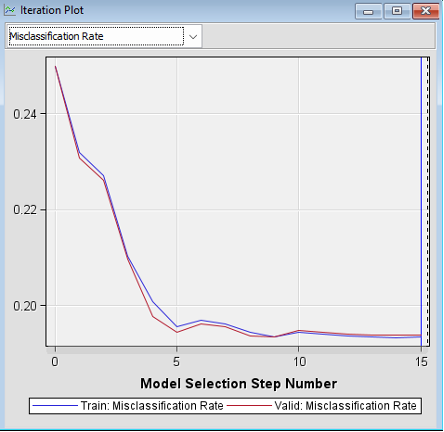 Iteration Plot
Misclassification Rate
0.24
0.22
0.20
0 5 10 15
Model Selection Step Number
Train: Misclassification Rate Valid: Misclassification Rate